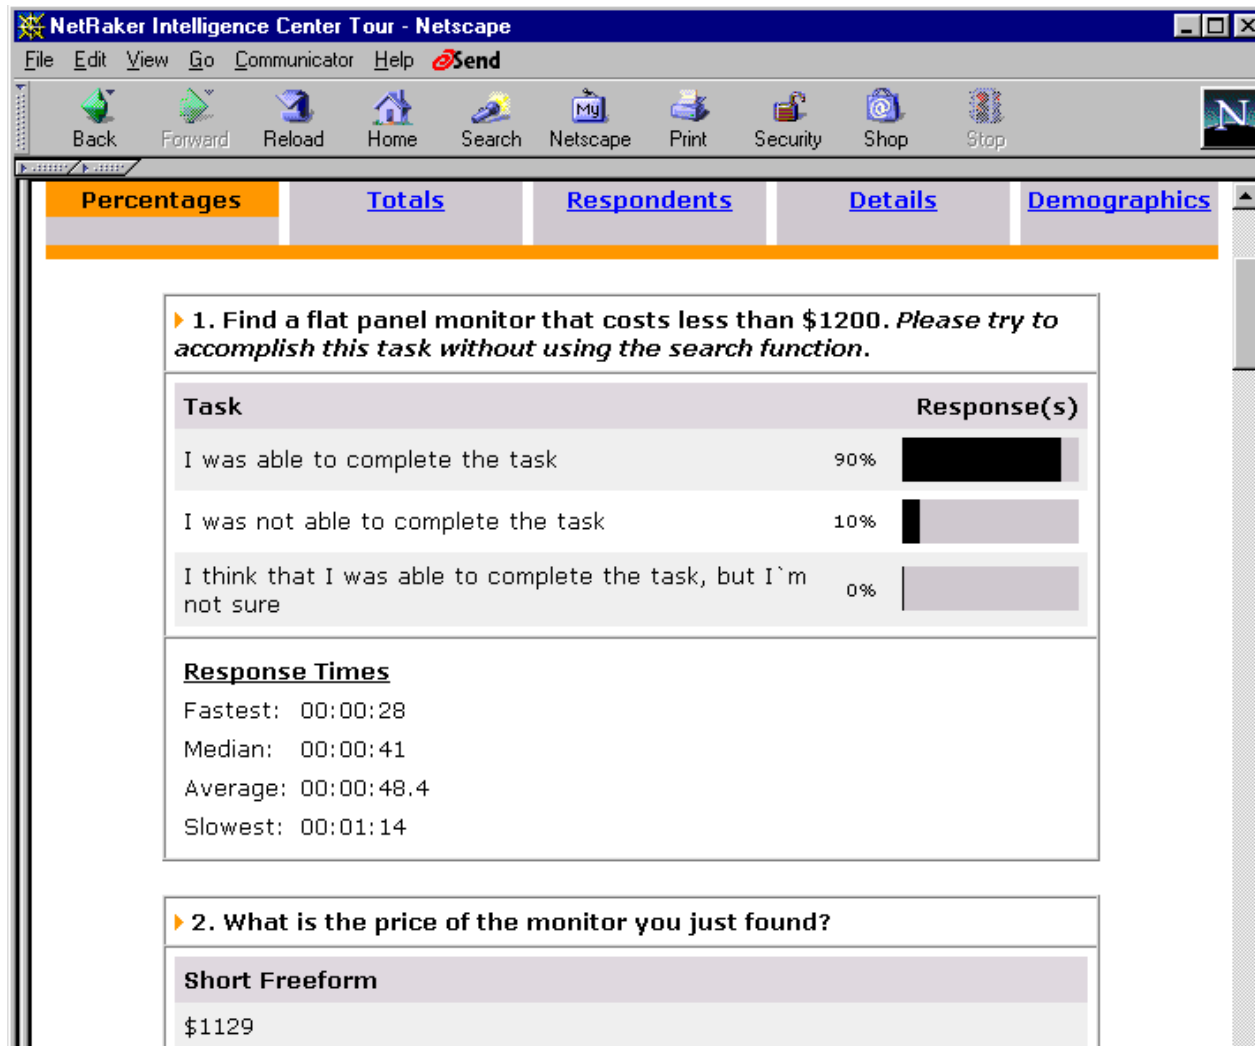 NetRaker Intelligence Center Tour - Netscape
File Edit View Go Communicator Help @Send
Back Forward Reload Home Search Netscape Print Security Shop Stop
My
N
Percentages Totals Respondents Details Demographics
1. Find a flat panel monitor that costs less than $1200. Please try to
accomplish this task without using the search function.
Task Response(s)
I was able to complete the task 90%
I was not able to complete the task 10%
I think that I was able to complete the task, but I`m
not sure 0%
Response Times
Fastest: 00:00:28
Median: 00:00:41
Average: 00:00:48.4
Slowest: 00:01:14
2. What is the price of the monitor you just found?
Short Freeform
$1129